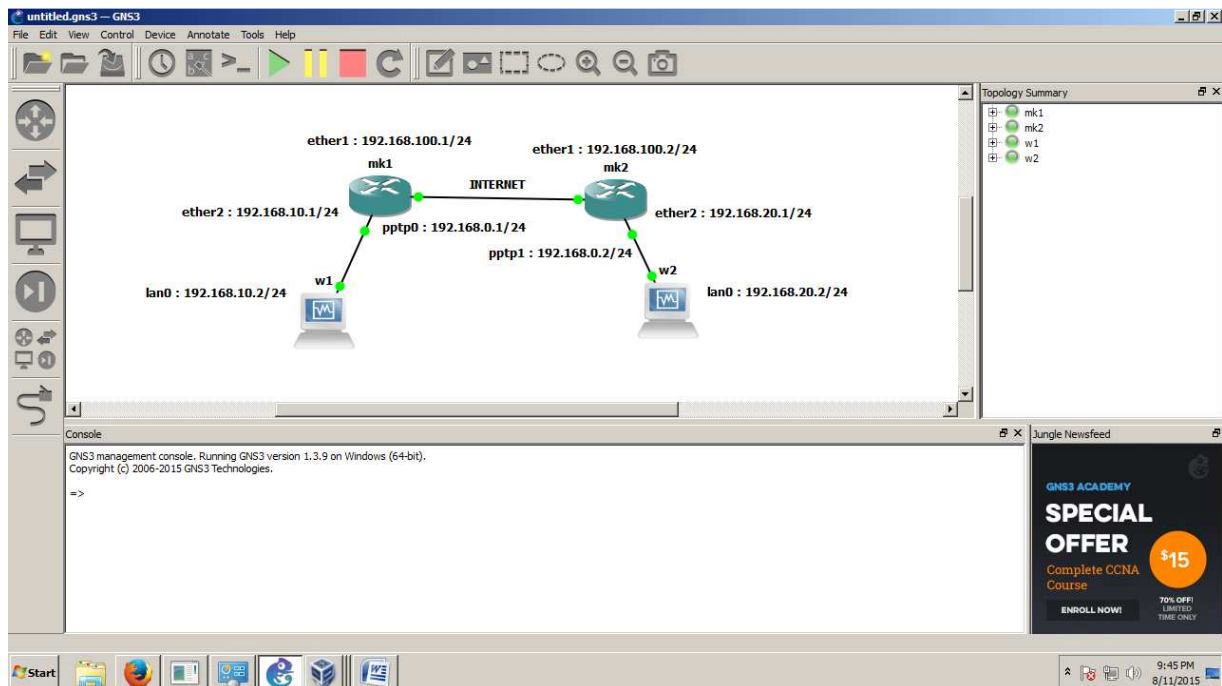 untitled.gns3 — GNS3
File Edit View Control Device Annotate Tools Help
Topology Summary
mk1
mk2
w1
w2
ether1 : 192.168.100.1/24
mk1
ether1 : 192.168.100.2/24
mk2
INTERNET
ether2 : 192.168.10.1/24
ether2 : 192.168.20.1/24
pptp0 : 192.168.0.1/24
pptp1 : 192.168.0.2/24
w1
w2
lan0 : 192.168.10.2/24
lan0 : 192.168.20.2/24
Console
GNS3 management console. Running GNS3 version 1.3.9 on Windows (64-bit).
Copyright (c) 2006-2015 GNS3 Technologies.
=>
Jungle Newsfeed
GNS3 ACADEMY
SPECIAL
OFFER
$15
Complete CCNA
Course
ENROLL NOW!
70% OFF!
LIMITED
TIME ONLY
Start
9:45 PM
8/11/2015